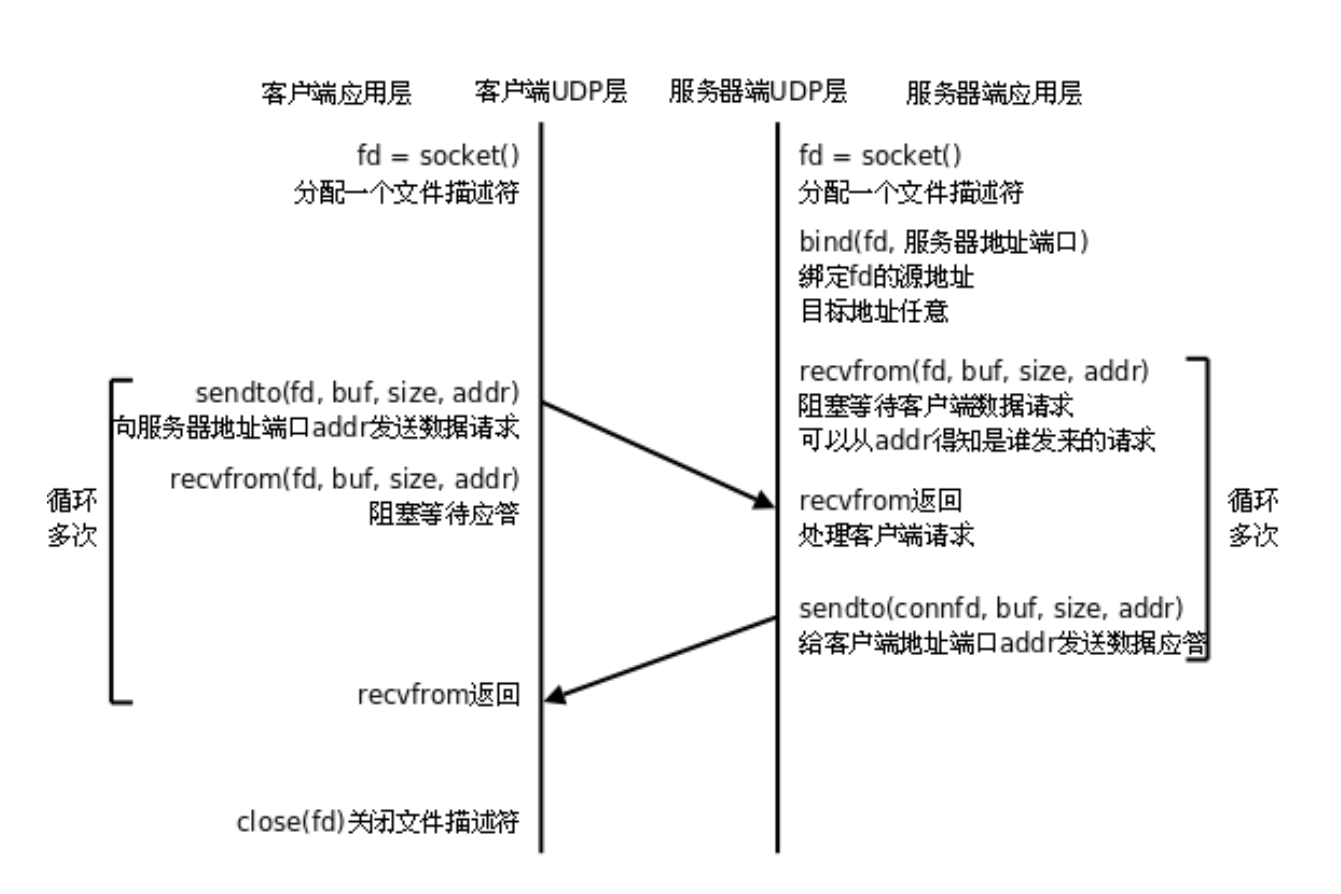 客户端应用层
客户端UDP层
服务器端UDP层
服务器端应用层
fd = socket()
分配一个文件描述符
fd = socket()
分配一个文件描述符
bind(fd, 服务器地址端口)
绑定fd的源地址
目标地址任意
sendto(fd, buf, size, addr)
向服务器地址端口addr发送数据请求
recvfrom(fd, buf, size, addr)
阻塞等待应答
循环
多次
recvfrom(fd, buf, size, addr)
阻塞等待客户端数据请求
可以从addr得知是谁发来的请求
recvfrom返回
处理客户端请求
循环
多次
sendto(connfd, buf, size, addr)
给客户端地址端口addr发送数据应答
recvfrom返回
close(fd)关闭文件描述符